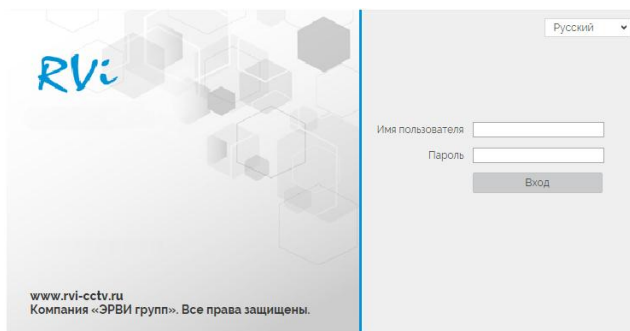 RVi
Русский
Имя пользователя
Пароль
Вход
www.rvi-cctv.ru
Компания «ЭРВИ групп». Все права защищены.